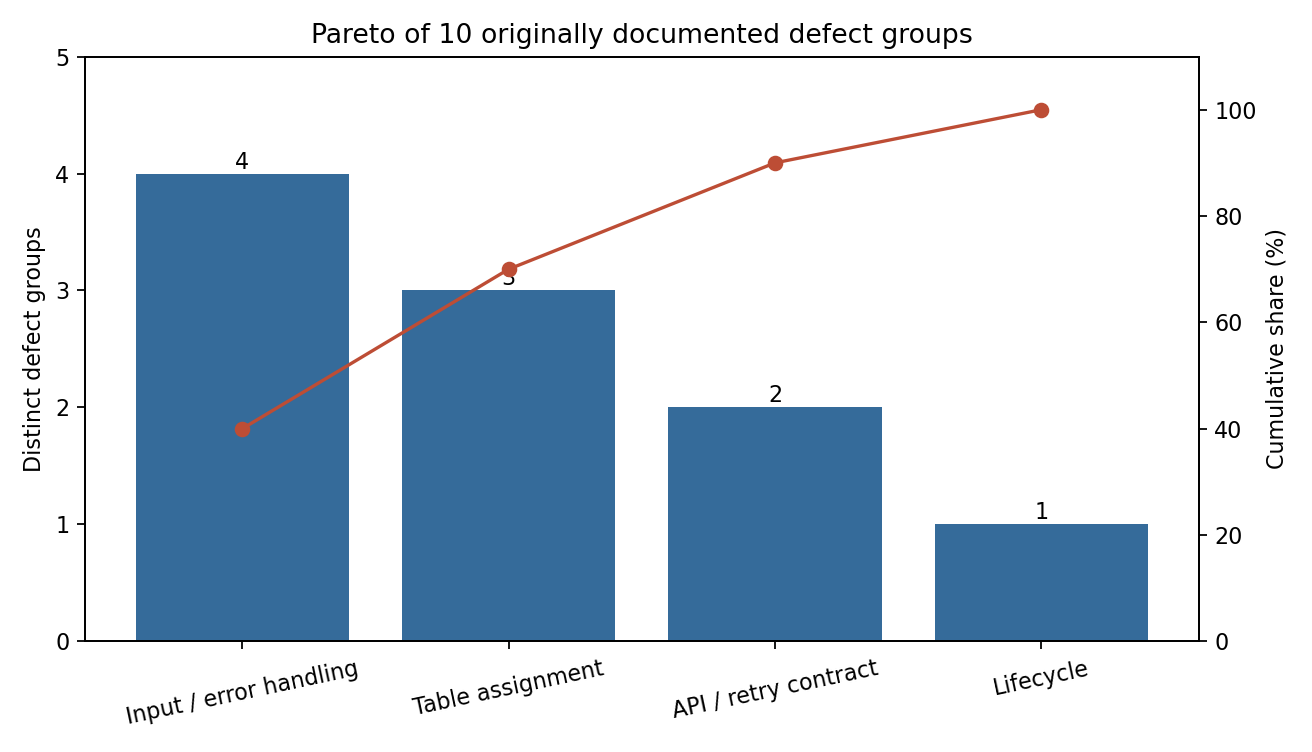 Pareto of 10 originally documented defect groups
5
4
3
2
1
0
Distinct defect groups
4
3
2
1
100
80
60
40
20
0
Cumulative share (%)
Input / error handling
Table assignment
API / retry contract
Lifecycle